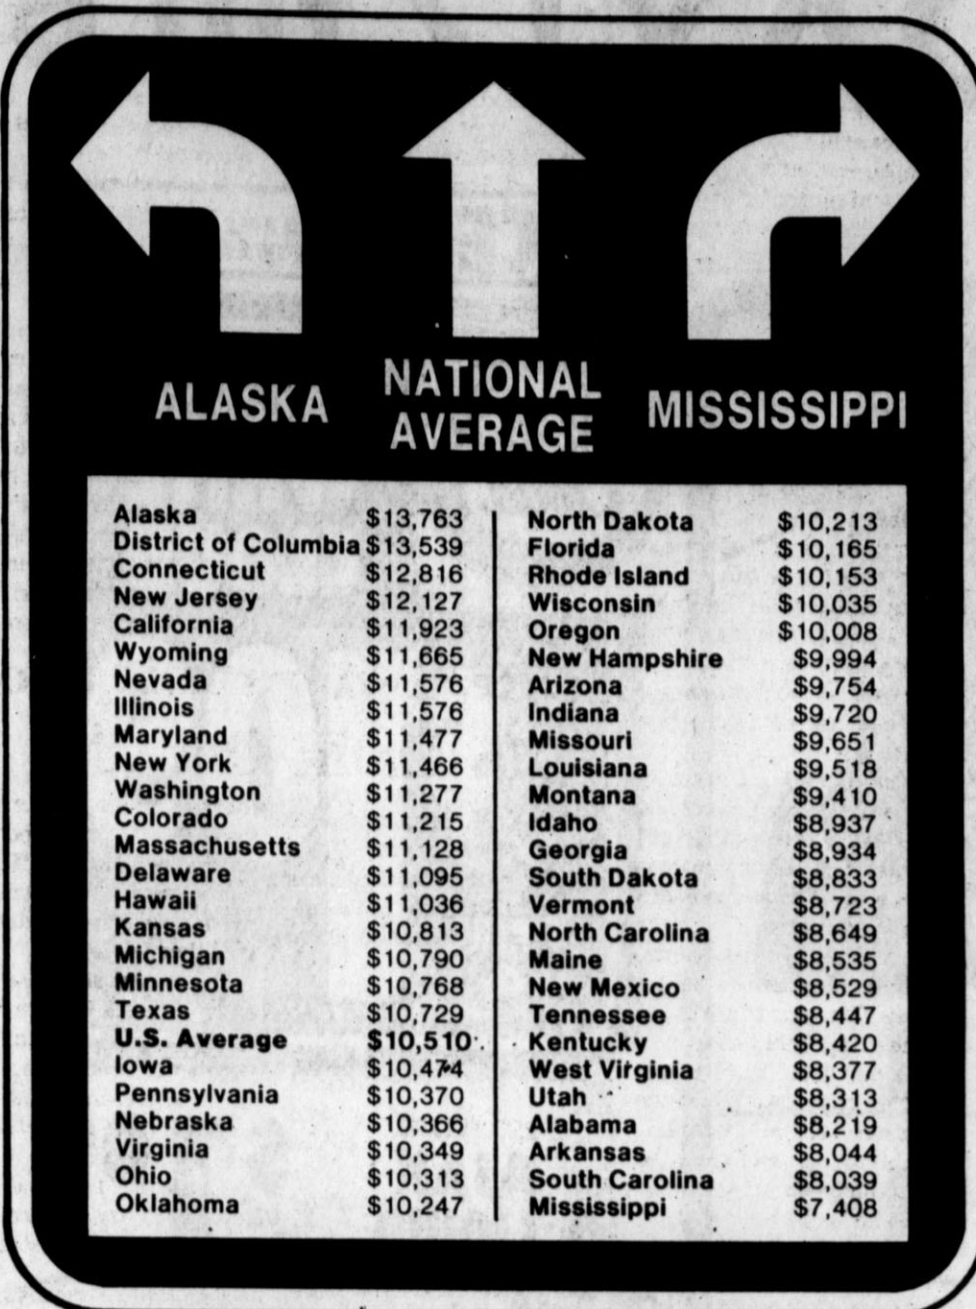 ALASKA
NATIONAL
AVERAGE
MISSISSIPPI
Alaska $13,763
District of Columbia $13,539
Connecticut $12,816
New Jersey $12,127
California $11,923
Wyoming $11,665
Nevada $11,576
Illinois $11,576
Maryland $11,477
New York $11,466
Washington $11,277
Colorado $11,215
Massachusetts $11,128
Delaware $11,095
Hawaii $11,036
Kansas $10,813
Michigan $10,790
Minnesota $10,768
Texas $10,729
U.S. Average $10,510
Iowa $10,474
Pennsylvania $10,370
Nebraska $10,366
Virginia $10,349
Ohio $10,313
Oklahoma $10,247
North Dakota $10,213
Florida $10,165
Rhode Island $10,153
Wisconsin $10,035
Oregon $10,008
New Hampshire $9,994
Arizona $9,754
Indiana $9,720
Missouri $9,651
Louisiana $9,518
Montana $9,410
Idaho $8,937
Georgia $8,934
South Dakota $8,833
Vermont $8,723
North Carolina $8,649
Maine $8,535
New Mexico $8,529
Tennessee $8,447
Kentucky $8,420
West Virginia $8,377
Utah $8,313
Alabama $8,219
Arkansas $8,044
South Carolina $8,039
Mississippi $7,408